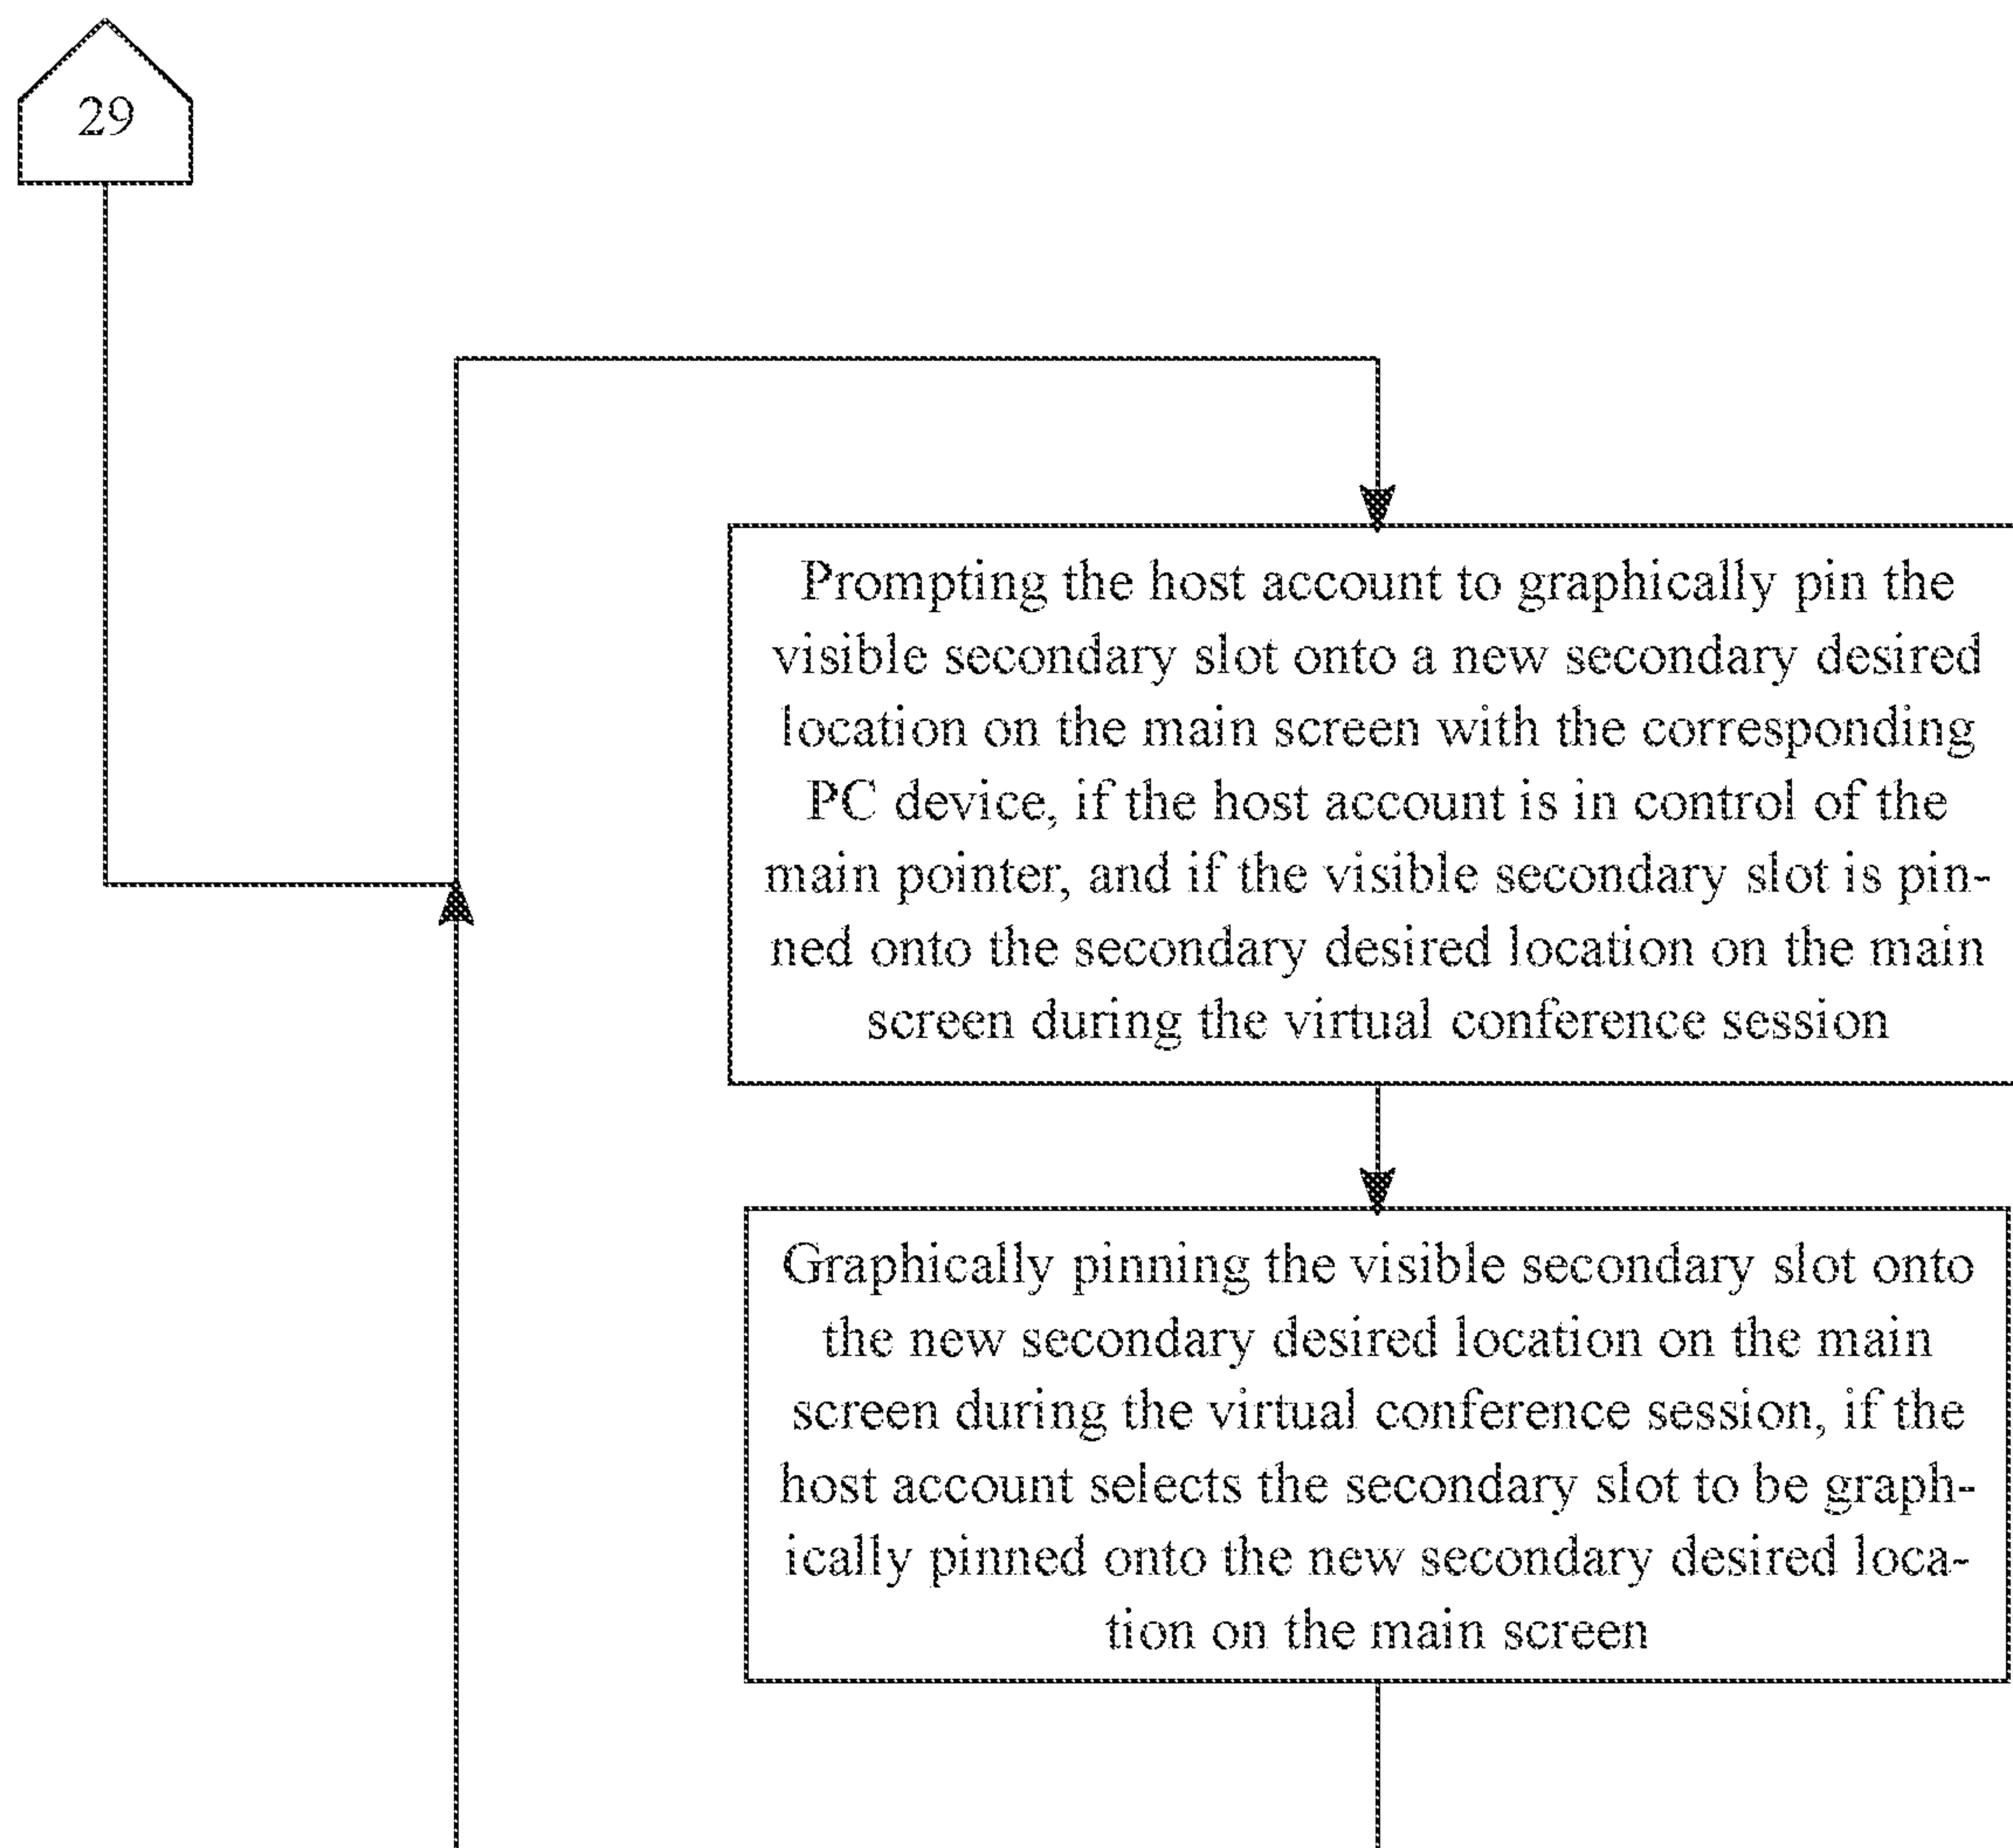 29
Prompting the host account to graphically pin the
visible secondary slot onto a new secondary desired
location on the main screen with the corresponding
PC device, if the host account is in control of the
main pointer, and if the visible secondary slot is pin-
ned onto the secondary desired location on the main
screen during the virtual conference session
Graphically pinning the visible secondary slot onto
the new secondary desired location on the main
screen during the virtual conference session, if the
host account selects the secondary slot to be graph-
ically pinned onto the new secondary desired loca-
tion on the main screen